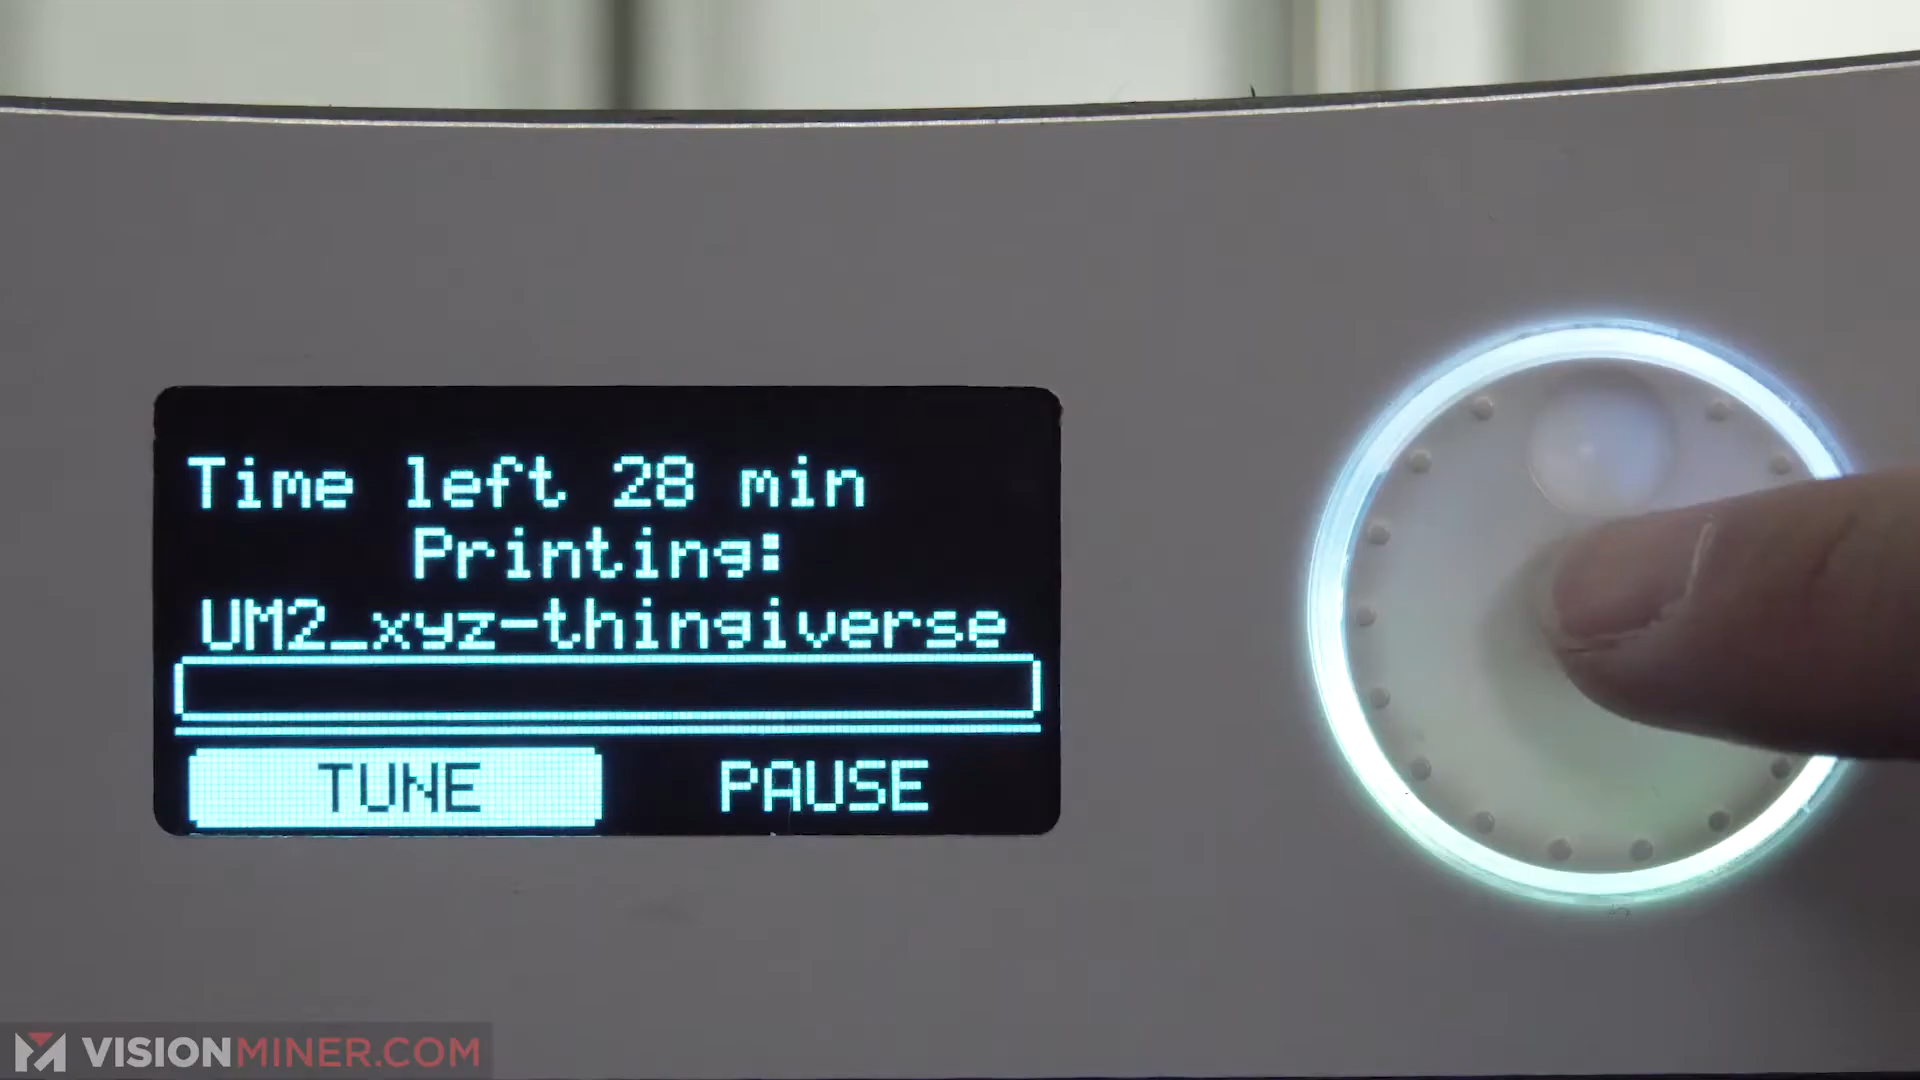 Time left 28 min
Printing:
UM2_xyz-thingiverse
TUNE PAUSE
VISIONMINER.COM